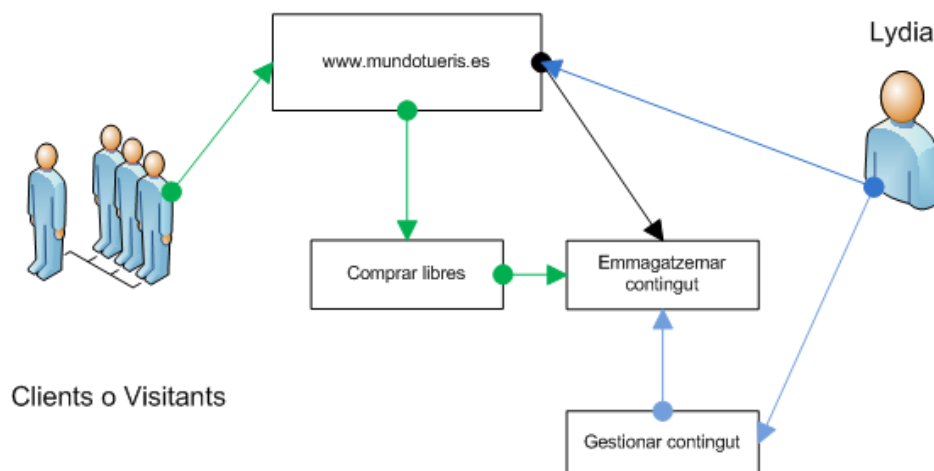 www.mundotueris.es
Lydia
Comprar libres
Emmagatzemar
contingut
Clients o Visitants
Gestionar contingut